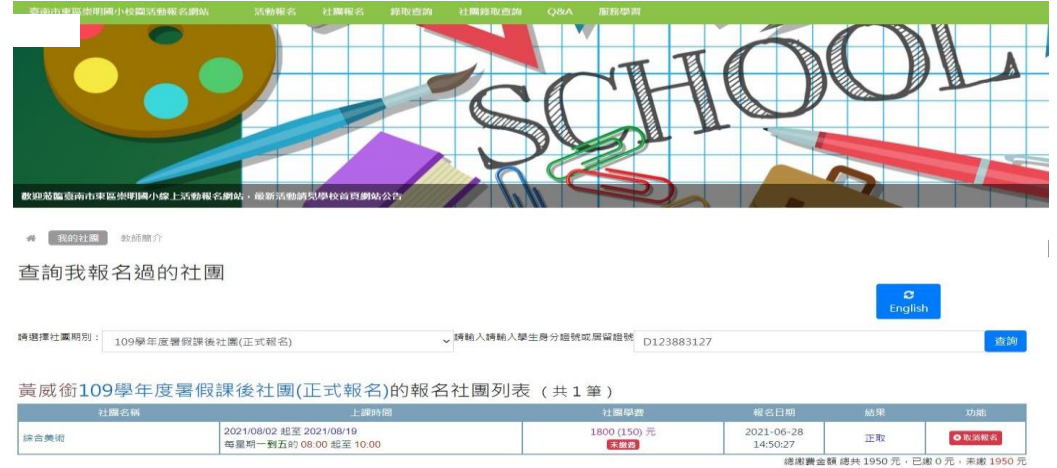 臺南市東區崇明國小校園活動報名網站 活動報名 社團報名 錄取查詢 社團錄取查詢 Q&A 服務學習
SCHOOL
歡迎蒞臨臺南市東區崇明國小線上活動報名網站，最新活動請見學校首頁網站公告
我的社團 教師簡介
查詢我報名過的社團
English
請選擇社團期別： 109學年度暑假課後社團(正式報名) 請輸入請輸入學生身分證號或居留證號 D123883127 查詢
黃威銜109學年度暑假課後社團(正式報名)的報名社團列表（共 1 筆）
社團名稱 上課時間 社團學費 報名日期 結果 功能
綜合美術 2021/08/02 起至 2021/08/19 1800 (150) 元 2021-06-28 正取 取消報名
每星期一到五的 08:00 起至 10:00 未繳費 14:50:27
總繳費金額 總共 1950 元，已繳 0 元，未繳 1950 元